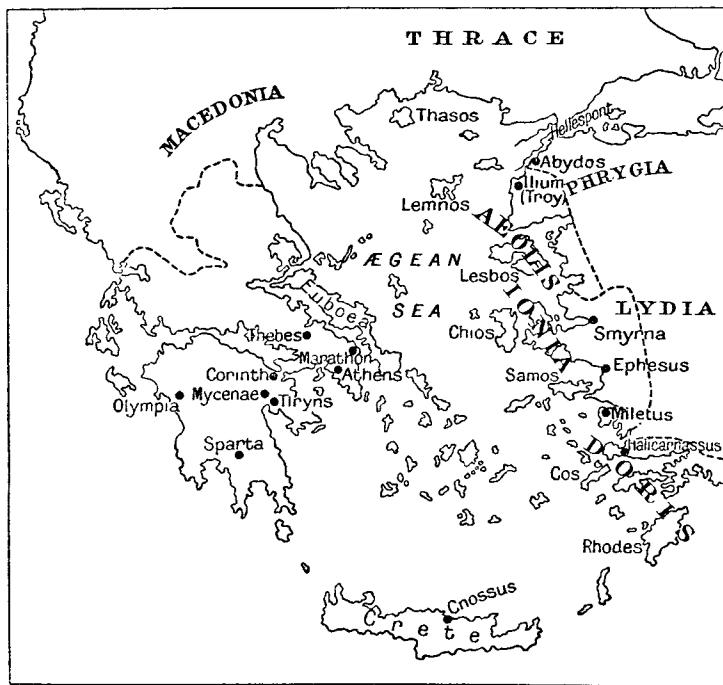 THRACE
MACEDONIA
Thasos
Hellespont
Abydos
Ilium
(Troy)
PHRYGIA
Lemnos
AEOLIS
ÆGEAN
SEA
Lesbos
Euboea
IONIA
LYDIA
Thebes
Chios
Smyrna
Marathon
Corinth
Athens
Samos
Ephesus
Olympia
Mycenae
Tiryns
Miletus
Sparta
Halicarnassus
DORIS
Cos
Rhodes
Cnossus
Crete